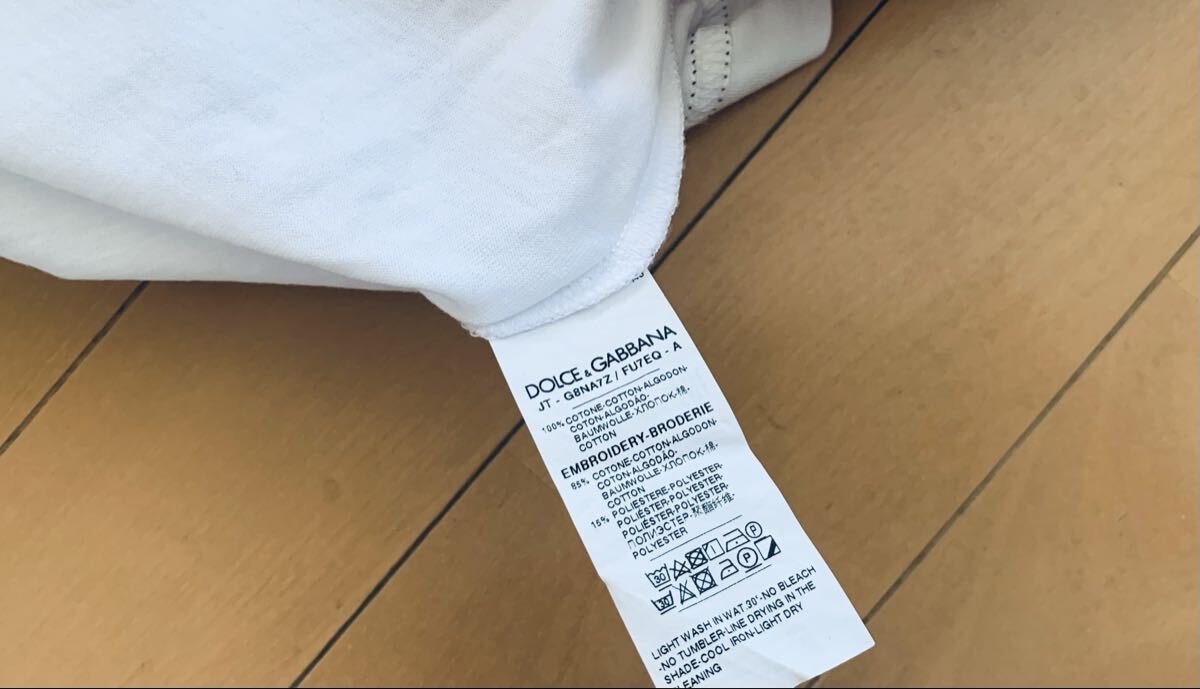 DOLCE & GABBANA
JT - G8NA7Z / FU7EQ - A
100% COTONE-COTTON-ALGODON-
COTON-ALGODÃO-
BAUMWOLLE-ХЛОПОК-棉-
COTTON
EMBROIDERY-BRODERIE
85% COTONE-COTTON-ALGODON-
COTON-ALGODÃO-
BAUMWOLLE-ХЛОПОК-棉-
COTTON
15% POLIESTERE-POLYESTER-
POLIÉSTER-POLYESTER-
POLIÉSTER-POLYESTER-
ПОЛИЭСТЕР-聚酯纤维-
POLYESTER
30 P
30 P
LIGHT WASH IN WAT.30°-NO BLEACH
-NO TUMBLER-LINE DRYING IN THE
SHADE-COOL IRON-LIGHT DRY
CLEANING